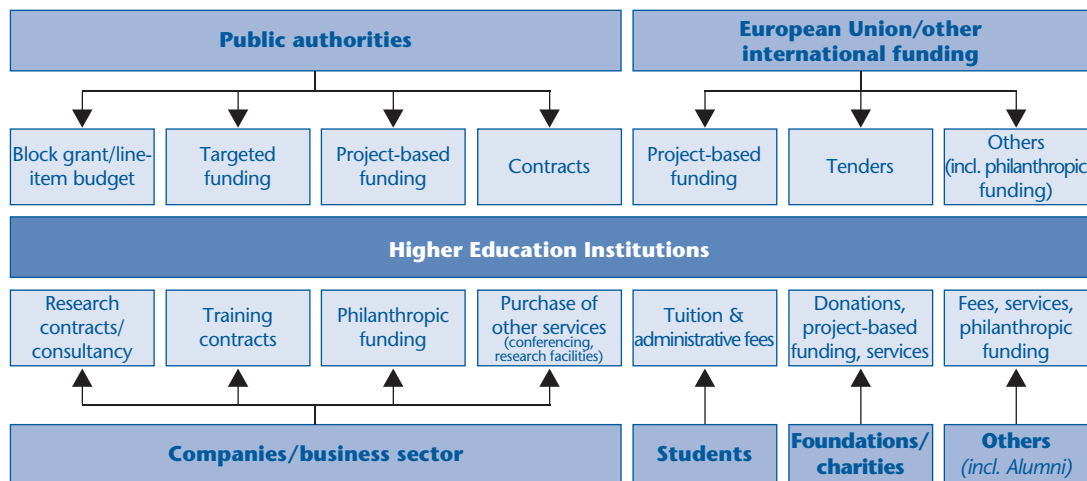 Public authorities
European Union/other
international funding
Block grant/line-
item budget
Targeted
funding
Project-based
funding
Contracts
Project-based
funding
Tenders
Others
(incl. philanthropic
funding)
Higher Education Institutions
Research
contracts/
consultancy
Training
contracts
Philanthropic
funding
Purchase of
other services
(conferencing,
research facilities)
Tuition &
administrative fees
Donations,
project-based
funding, services
Fees, services,
philanthropic
funding
Companies/business sector
Students
Foundations/
charities
Others
(incl. Alumni)